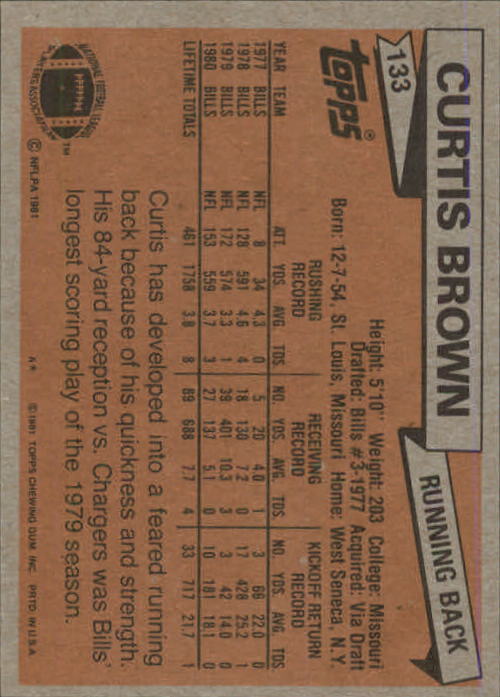 133
CURTIS BROWN
RUNNING BACK
topps®
Height: 5'10" Weight: 203 College: Missouri
Drafted: Bills #3-1977 Acquired: Via Draft
Born: 12-7-54, St. Louis, Missouri Home: West Seneca, N.Y.
RUSHING RECORD RECEIVING RECORD KICKOFF RETURN RECORD
YEAR TEAM ATT. YDS. AVG. TDS. NO. YDS. AVG. TDS. NO. YDS. AVG. TDS.
1977 BILLS NFL 8 34 4.3 0 5 20 4.0 1 3 66 22.0 0
1978 BILLS NFL 128 591 4.6 4 18 130 7.2 0 17 428 25.2 1
1979 BILLS NFL 172 574 3.3 1 39 401 10.3 3 3 42 14.0 0
1980 BILLS NFL 153 559 3.7 3 27 137 5.1 0 10 181 18.1 0
LIFETIME TOTALS 461 1758 3.8 8 89 688 7.7 4 33 717 21.7 1
Curtis has developed into a feared running
back because of his quickness and strength.
His 84-yard reception vs. Chargers was Bills'
longest scoring play of the 1979 season.
NATIONAL FOOTBALL LEAGUE
PLAYERS ASSOCIATION
TM
© NFLPA 1981
A* ©1981 TOPPS CHEWING GUM, INC. PRTD. IN U.S.A.